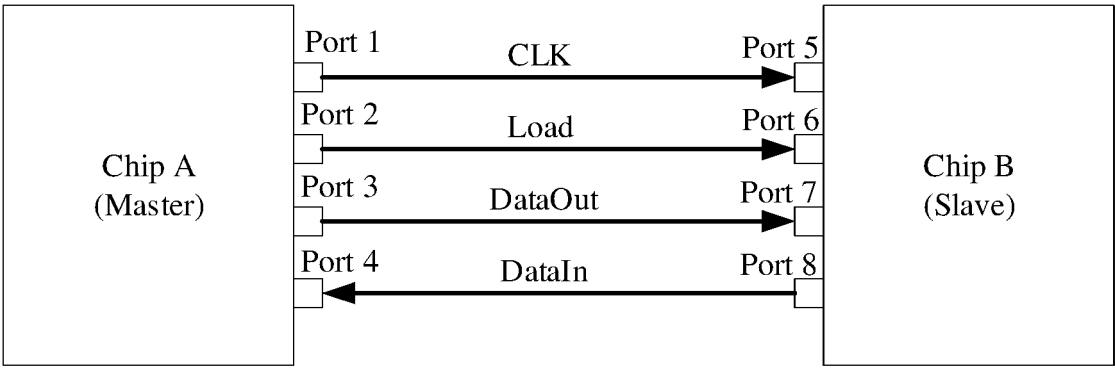 Port 1
CLK
Port 5
Port 2
Load
Port 6
Chip A
(Master)
Chip B
(Slave)
Port 3
DataOut
Port 7
Port 4
DataIn
Port 8